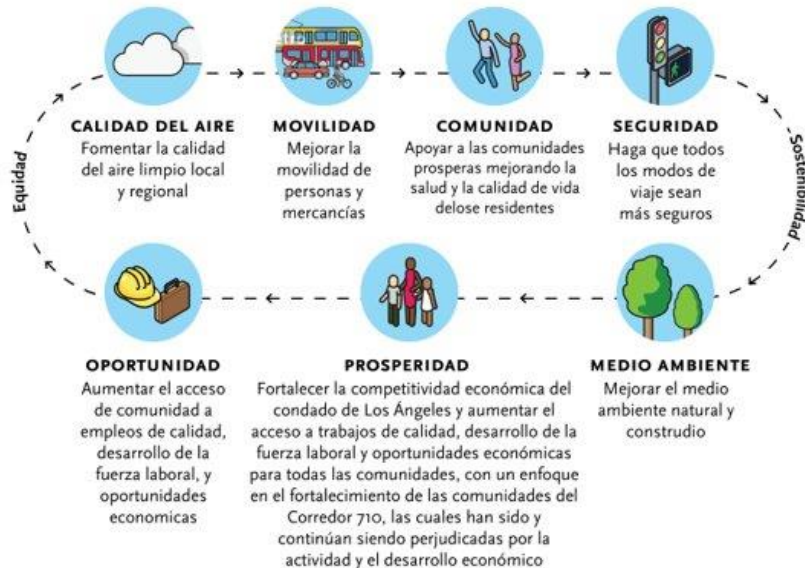 CALIDAD DEL AIRE
Fomentar la calidad
del aire limpio local
y regional
MOVILIDAD
Mejorar la
movilidad de
personas y
mercancías
COMUNIDAD
Apoyar a las comunidades
prosperas mejorando la
salud y la calidad de vida
delose residentes
SEGURIDAD
Haga que todos
los modos de
viaje sean
más seguros
Sostenibilidad
MEDIO AMBIENTE
Mejorar el medio
ambiente natural y
construdio
PROSPERIDAD
Fortalecer la competitividad económica del
condado de Los Ángeles y aumentar el
acceso a trabajos de calidad, desarrollo de la
fuerza laboral y oportunidades económicas
para todas las comunidades, con un enfoque
en el fortalecimiento de las comunidades del
Corredor 710, las cuales han sido y
continúan siendo perjudicadas por la
actividad y el desarrollo económico
OPORTUNIDAD
Aumentar el acceso
de comunidad a
empleos de calidad,
desarrollo de la
fuerza laboral, y
oportunidades
economicas
Equidad